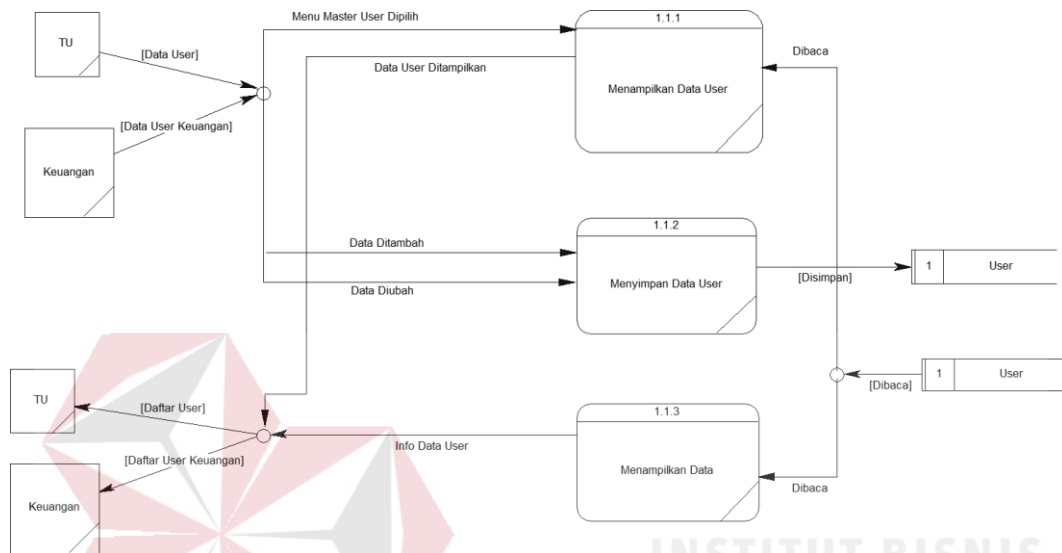 Menu Master User Dipilih
1.1.1
TU
[Data User]
Dibaca
Data User Ditampilkan
Menampilkan Data User
[Data User Keuangan]
Keuangan
1.1.2
Data Ditambah
Menyimpan Data User
[Disimpan]
1
User
Data Diubah
1
User
[Dibaca]
TU
[Daftar User]
1.1.3
Info Data User
[Daftar User Keuangan]
Menampilkan Data
Dibaca
Keuangan
INSTITUT BISNIS